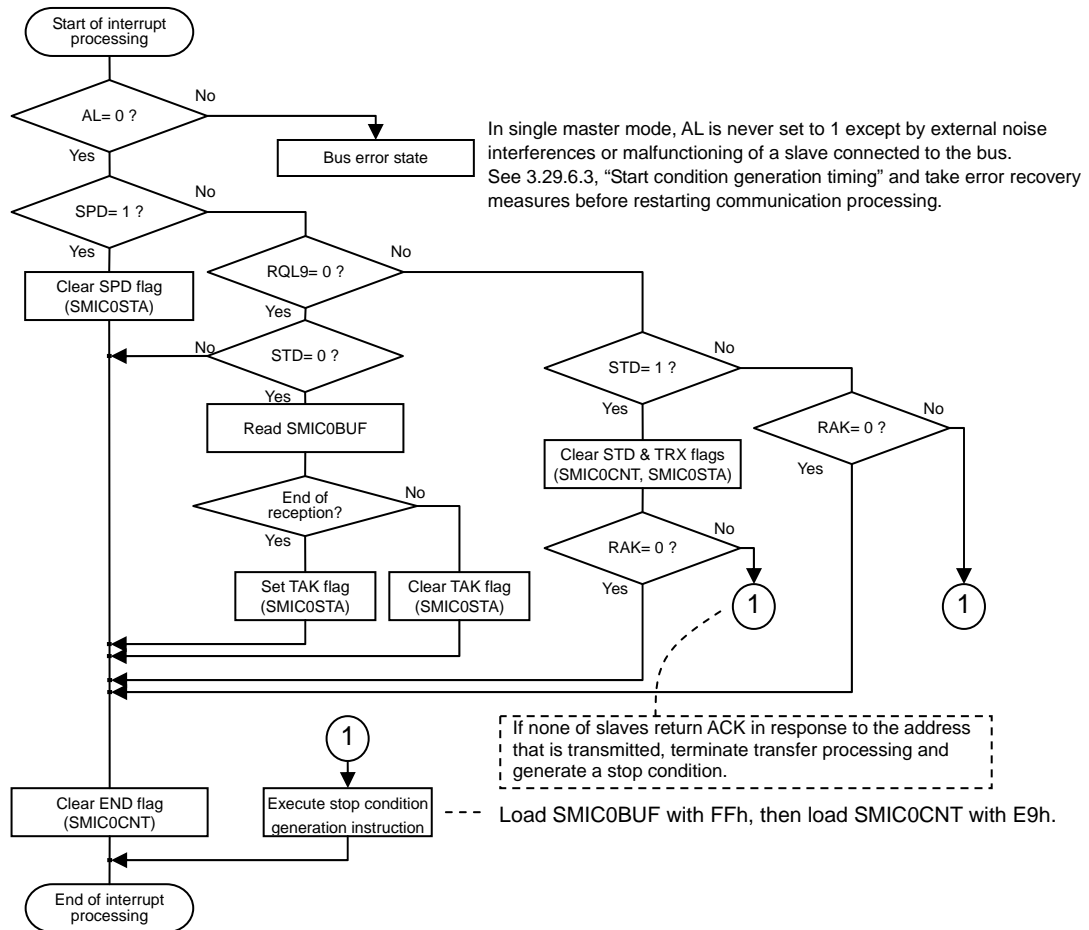 Start of interrupt
processing
AL= 0 ?
No
Yes
Bus error state
In single master mode, AL is never set to 1 except by external noise
interferences or malfunctioning of a slave connected to the bus.
See 3.29.6.3, “Start condition generation timing” and take error recovery
measures before restarting communication processing.
SPD= 1 ?
No
Yes
Clear SPD flag
(SMIC0STA)
RQL9= 0 ?
No
Yes
STD= 0 ?
No
Yes
Read SMIC0BUF
End of
reception?
No
Yes
Set TAK flag
(SMIC0STA)
Clear TAK flag
(SMIC0STA)
STD= 1 ?
No
Yes
Clear STD & TRX flags
(SMIC0CNT, SMIC0STA)
RAK= 0 ?
No
Yes
1
RAK= 0 ?
No
Yes
1
If none of slaves return ACK in response to the address
that is transmitted, terminate transfer processing and
generate a stop condition.
1
Execute stop condition
generation instruction
Load SMIC0BUF with FFh, then load SMIC0CNT with E9h.
Clear END flag
(SMIC0CNT)
End of interrupt
processing